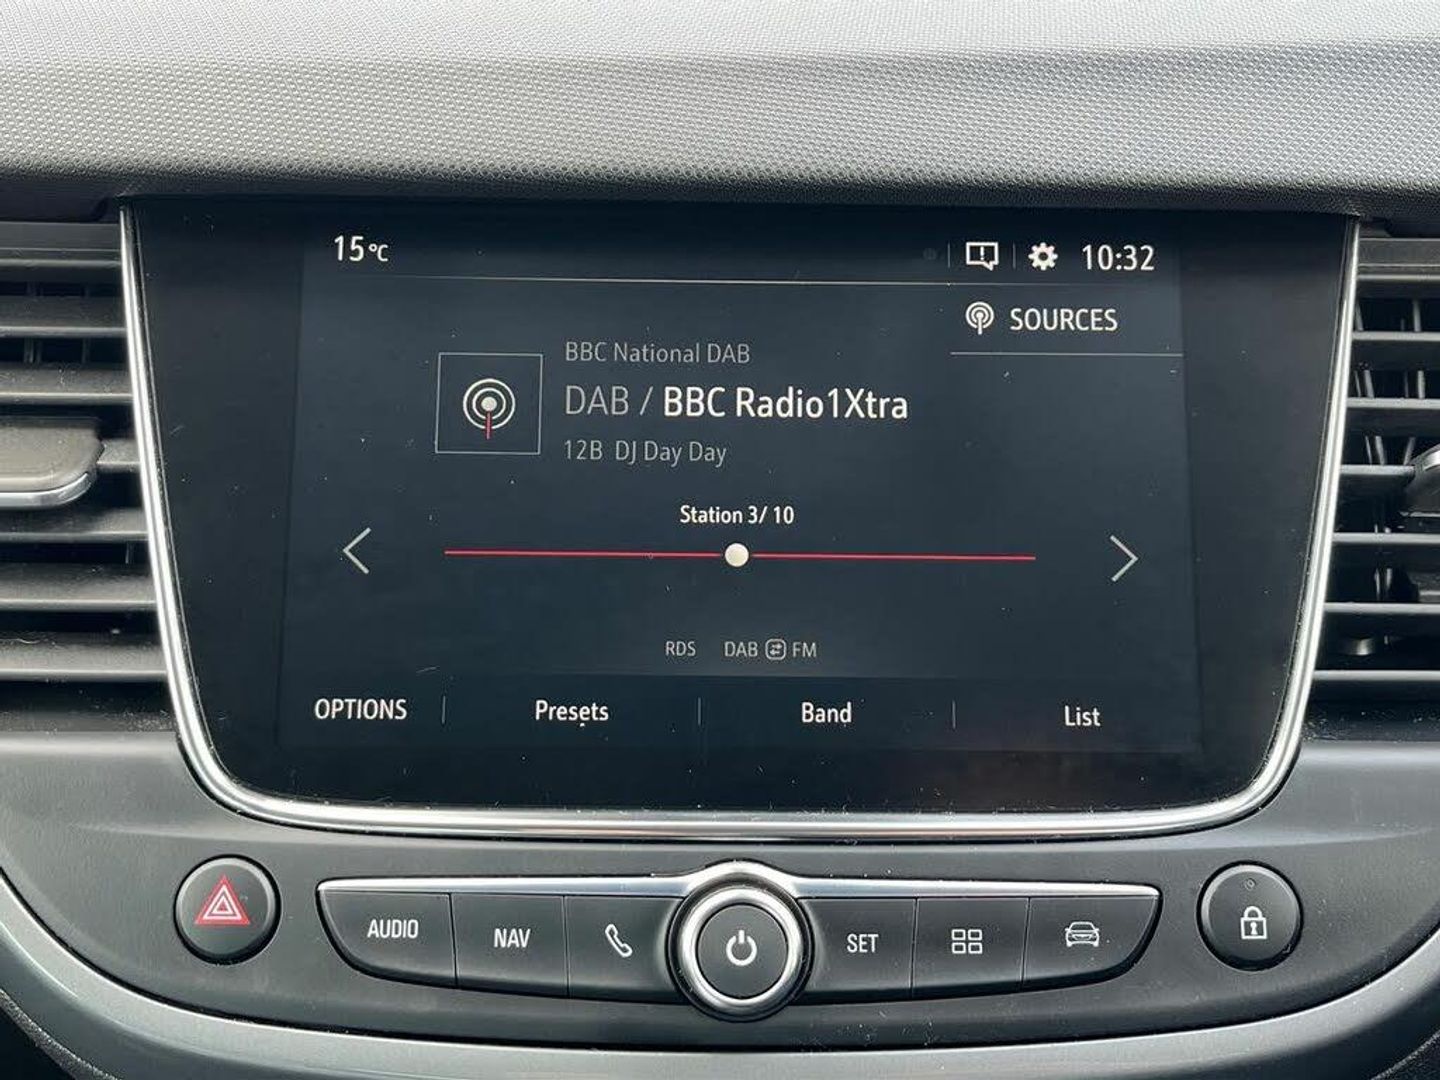 15°C
10:32
SOURCES
BBC National DAB
DAB / BBC Radio1Xtra
12B DJ Day Day
Station 3/ 10
RDS DAB FM
OPTIONS Presets Band List
AUDIO NAV SET